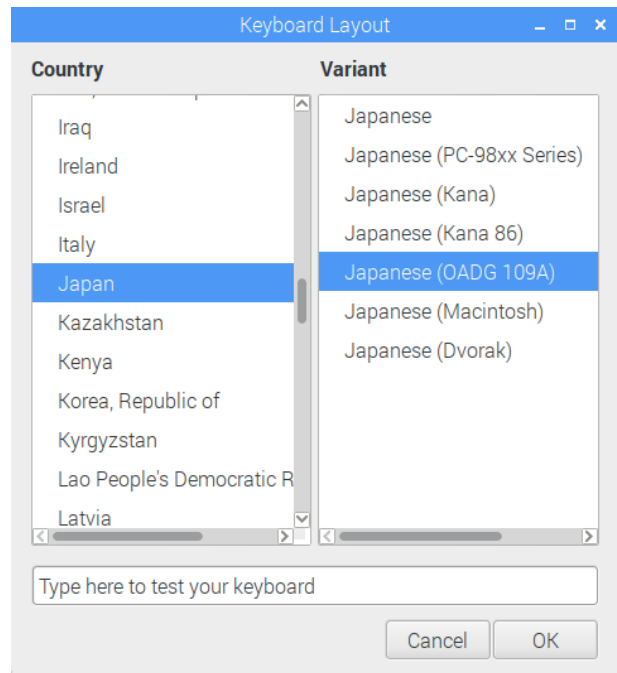 Keyboard Layout
Country
Variant
Iraq
Ireland
Israel
Italy
Japan
Kazakhstan
Kenya
Korea, Republic of
Kyrgyzstan
Lao People's Democratic R
Latvia
Japanese
Japanese (PC-98xx Series)
Japanese (Kana)
Japanese (Kana 86)
Japanese (OADG 109A)
Japanese (Macintosh)
Japanese (Dvorak)
Type here to test your keyboard
Cancel
OK